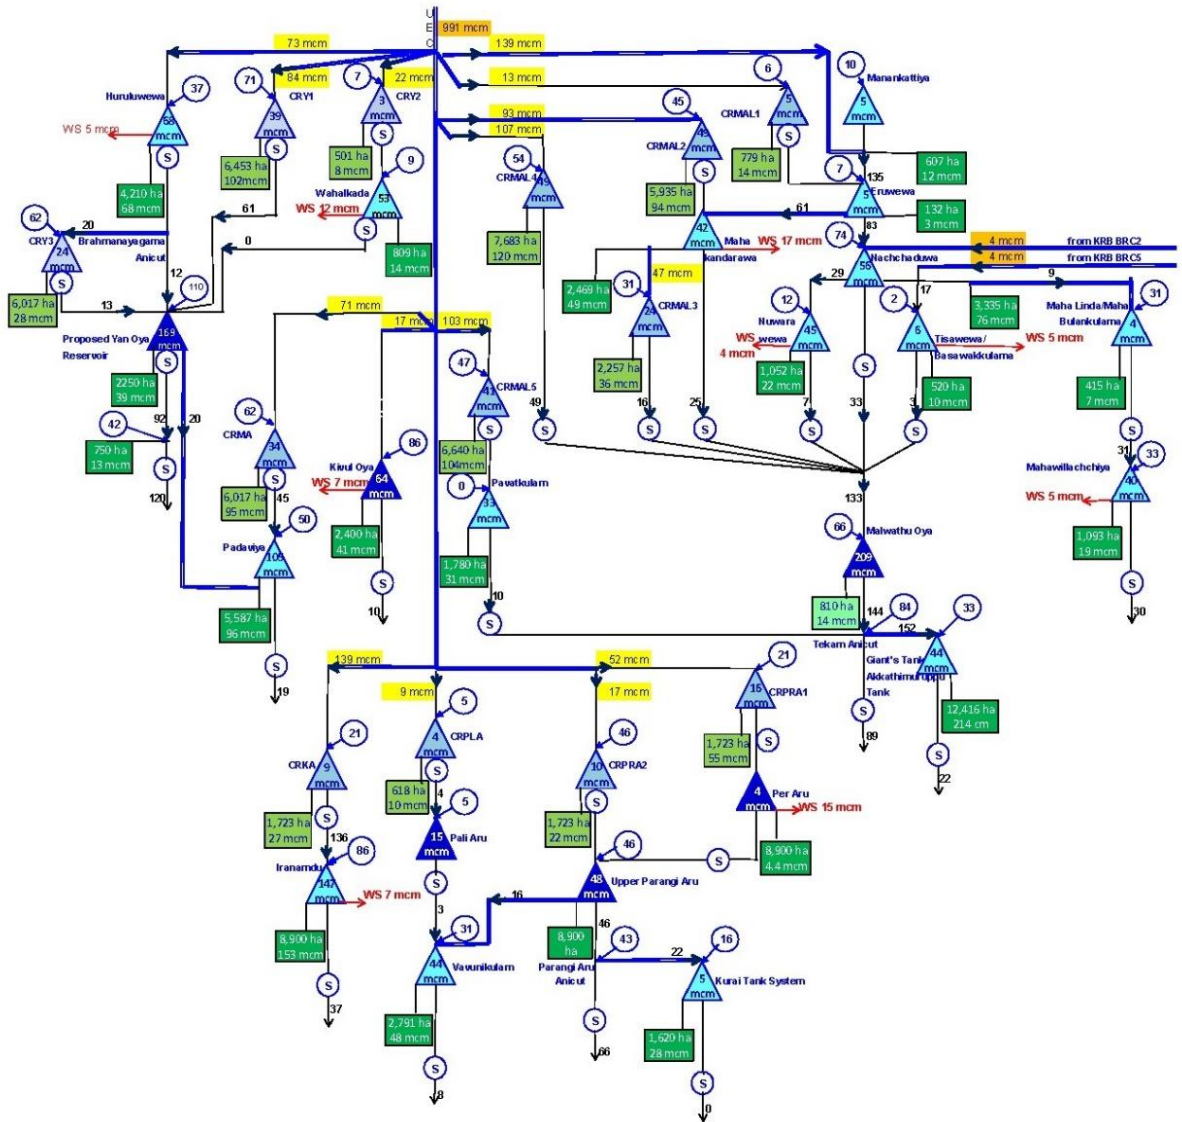 U
E
C
991 mcm
73 mcm
139 mcm
84 mcm
22 mcm
13 mcm
93 mcm
107 mcm
71
7
37
CRY1
CRY2
Huruluwewa
39
mcm
3
mcm
68
mcm
WS 5 mcm
S
S
S
6,453 ha
102mcm
501 ha
8 mcm
4,210 ha
68 mcm
9
Wahalkada
53
mcm
WS 12 mcm
S
809 ha
14 mcm
62
20
61
0
CRY3
24
mcm
Brahmanayagama
Anicut
S
6,017 ha
28 mcm
12
13
110
Proposed Yan Oya
Reservoir
169
mcm
S
2250 ha
39 mcm
92
20
42
750 ha
13 mcm
S
120
6
10
Manankattiya
CRMAL1
5
mcm
5
mcm
45
CRMAL2
49
mcm
S
S
779 ha
14 mcm
607 ha
12 mcm
54
CRMAL4
49
mcm
5,935 ha
94 mcm
7
135
Eruwewa
5
mcm
132 ha
3 mcm
61
83
7,683 ha
120 mcm
S
42
mcm
Maha
kandarawa
WS 17 mcm
74
Nachchaduwa
55
mcm
4 mcm
from KRB BRC2
4 mcm
from KRB BRC5
47 mcm
2,469 ha
49 mcm
31
CRMAL3
24
mcm
29
17
9
3,335 ha
76 mcm
12
2
Maha Linda/Maha
Bulankulama
31
4
mcm
Nuwara
wewa
45
mcm
WS
4 mcm
6
mcm
Tisawewa/
Basawakkulama
WS 5 mcm
2,257 ha
36 mcm
1,052 ha
22 mcm
S
520 ha
10 mcm
415 ha
7 mcm
49
16
25
7
33
3
S
S
S
S
S
S
31
Mahawillachchiya
33
40
mcm
WS 5 mcm
1,093 ha
19 mcm
S
30
71 mcm
17 mcm
103 mcm
47
CRMAL5
41
mcm
62
CRMA
34
mcm
S
6,017 ha
95 mcm
45
86
Kivul Oya
64
mcm
WS 7 mcm
6,640 ha
104mcm
0
Pavatkulam
33
mcm
50
Padaviya
105
mcm
2,400 ha
41 mcm
1,780 ha
31 mcm
S
10
10
S
5,587 ha
96 mcm
S
19
133
66
Malwathu Oya
209
mcm
810 ha
14 mcm
144
84
33
152
Tekam Anicut
Giant's Tank
Akkathimuruppu
Tank
44
mcm
S
89
12,416 ha
214 cm
S
22
139 mcm
52 mcm
9 mcm
17 mcm
21
CRPRA1
16
mcm
5
CRPLA
4
mcm
46
CRPRA2
10
mcm
21
CRKA
9
mcm
1,723 ha
55 mcm
S
S
S
618 ha
10 mcm
4
1,723 ha
22 mcm
4
mcm
Per Aru
WS 15 mcm
1,723 ha
27 mcm
S
136
5
15
mcm
Pali Aru
8,900 ha
4.4 mcm
86
Iranamdu
147
mcm
WS 7 mcm
46
S
S
48
mcm
Upper Parangi Aru
16
3
8,900 ha
153 mcm
31
44
mcm
Vavunikulam
8,900
ha
46
43
22
16
Parangi Aru
Anicut
5
mcm
Kurai Tank System
S
37
2,791 ha
48 mcm
S
66
1,620 ha
28 mcm
S
8
S
0